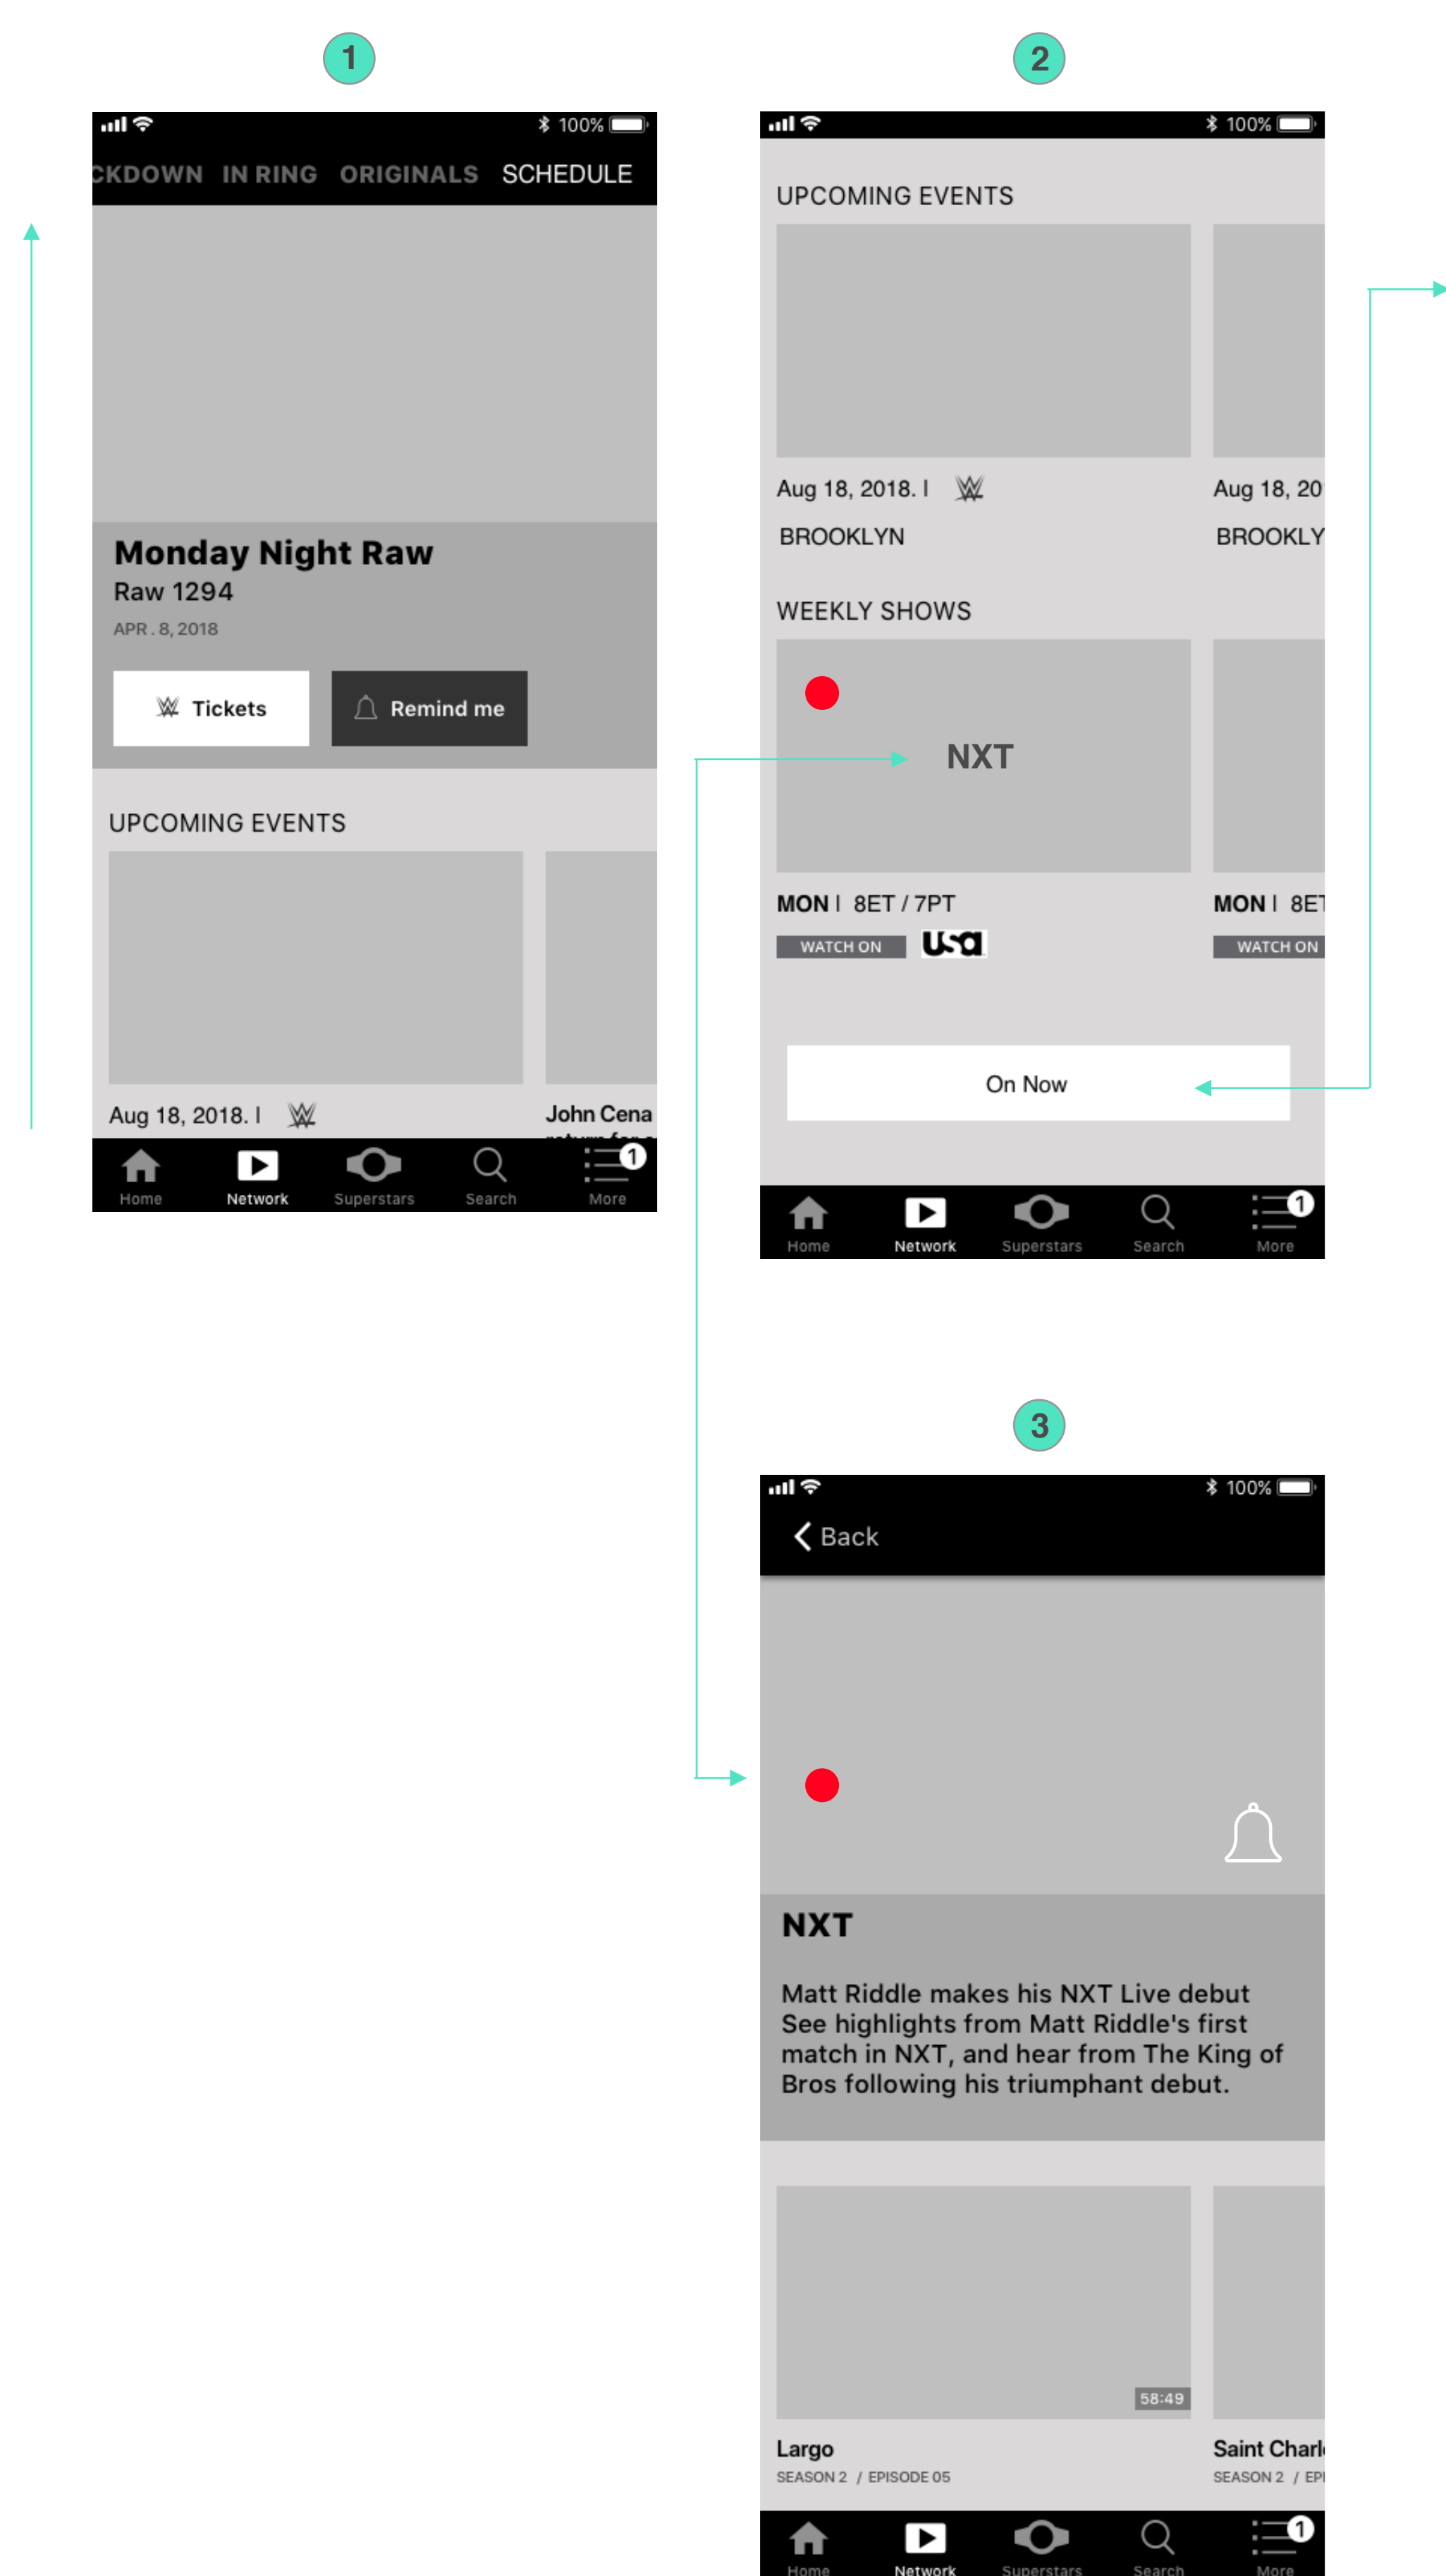 1
100%
CKDOWN IN RING ORIGINALS SCHEDULE
Monday Night Raw
Raw 1294
APR . 8, 2018
Tickets
Remind me
UPCOMING EVENTS
Aug 18, 2018. |
John Cena
Home Network Superstars Search More
1
2
100%
UPCOMING EVENTS
Aug 18, 2018. |
Aug 18, 20
BROOKLYN
BROOKLY
WEEKLY SHOWS
NXT
MON | 8ET / 7PT
MON | 8ET
WATCH ON usa
WATCH ON
On Now
Home Network Superstars Search More
1
3
100%
Back
NXT
Matt Riddle makes his NXT Live debut
See highlights from Matt Riddle's first
match in NXT, and hear from The King of
Bros following his triumphant debut.
58:49
Largo
Saint Charl
SEASON 2 / EPISODE 05
SEASON 2 / EPI
Home Network Superstars Search More
1